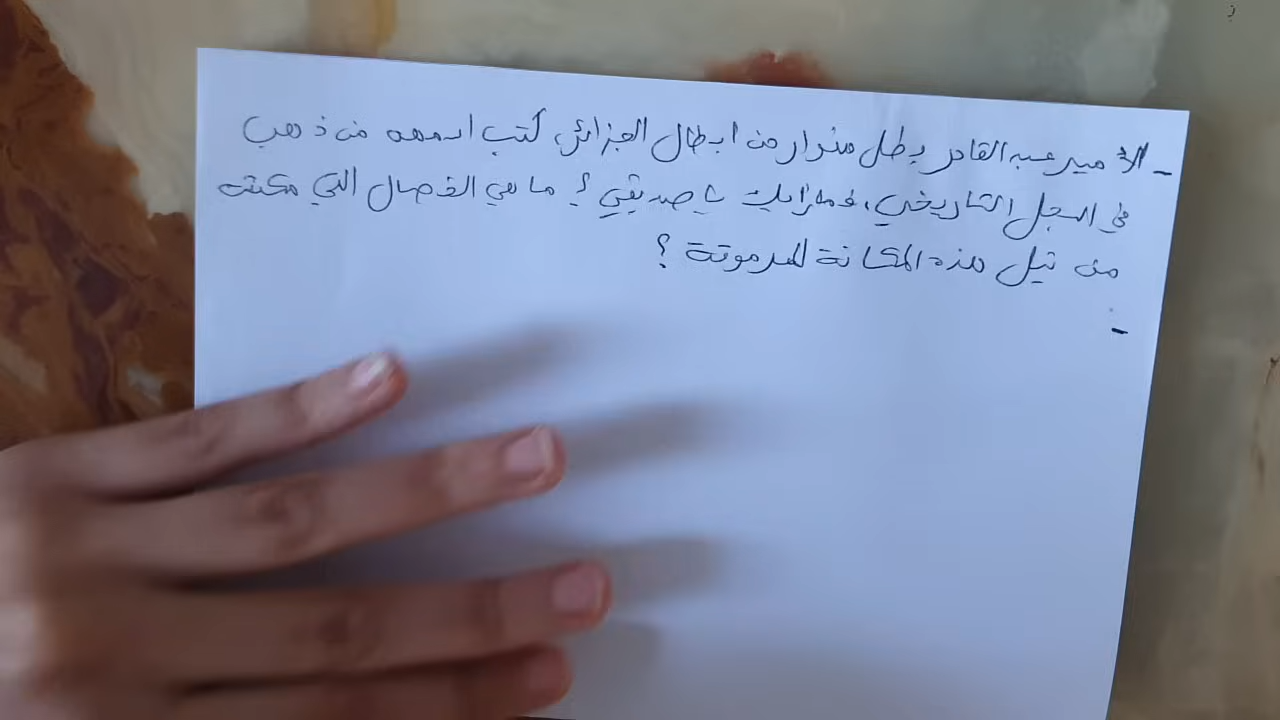 - الأمير عبد القادر بطل مغوار من أبطال الجزائر، كتب اسمه من ذهب
في السجل التاريخي، فما رأيك يا صديقي؟ ما هي الخصال التي مكنته
من نيل هذه المكانة المرموقة؟
-